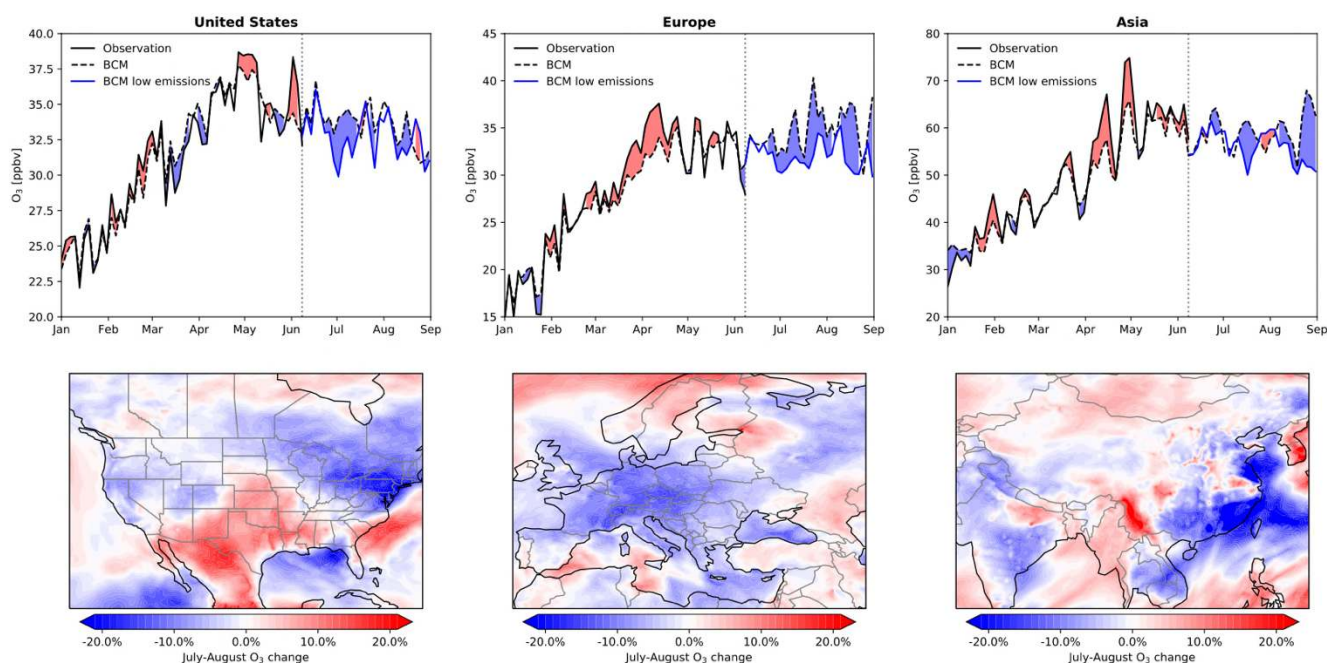 United States
40.0
37.5
35.0
32.5
30.0
27.5
25.0
22.5
20.0
O₃ [ppbv]
Observation
BCM
BCM low emissions
Jan Feb Mar Apr May Jun Jul Aug Sep
Europe
45
40
35
30
25
20
15
O₃ [ppbv]
Observation
BCM
BCM low emissions
Jan Feb Mar Apr May Jun Jul Aug Sep
Asia
80
70
60
50
40
30
20
O₃ [ppbv]
Observation
BCM
BCM low emissions
Jan Feb Mar Apr May Jun Jul Aug Sep
-20.0% -10.0% 0.0% 10.0% 20.0%
July-August O₃ change
-20.0% -10.0% 0.0% 10.0% 20.0%
July-August O₃ change
-20.0% -10.0% 0.0% 10.0% 20.0%
July-August O₃ change